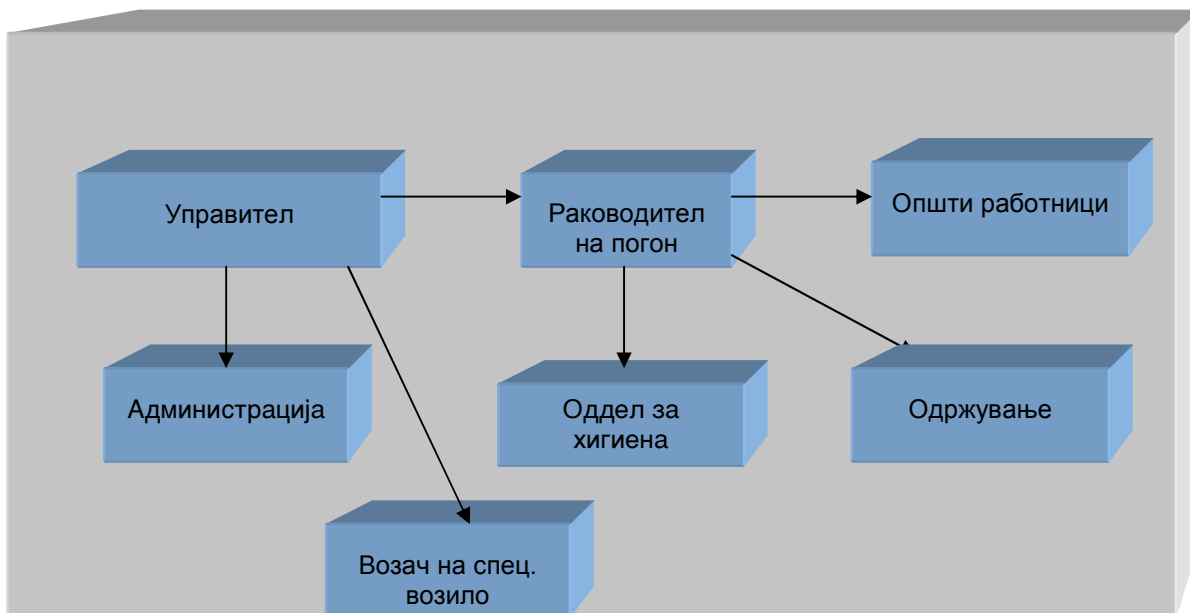 Управител
Раководител
на погон
Општи работници
Администрација
Оддел за
хигиена
Одржување
Возач на спец.
возило